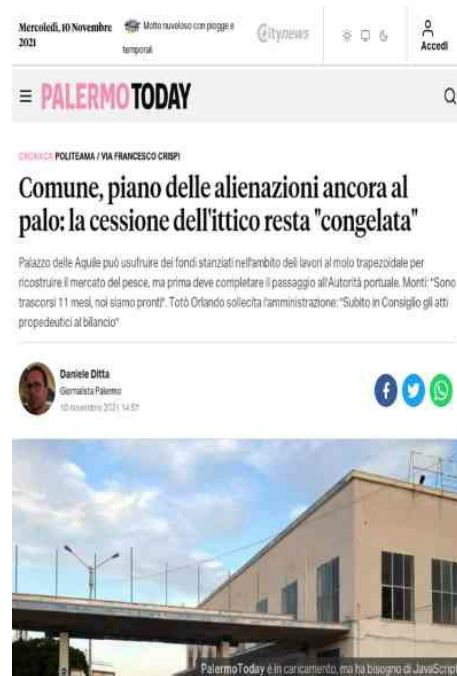 Mercoledì, 10 Novembre
2021
Molto nuvoloso con piogge e
temporali
Citynews
Accedi
PALERMOTODAY
CRONACA POLITEAMA / VIA FRANCESCO CRISPI
Comune, piano delle alienazioni ancora al
palo: la cessione dell'ittico resta "congelata"
Palazzo delle Aquile può usufruire dei fondi stanziati nell'ambito dei lavori al molo trapezoidale per
ricostruire il mercato del pesce, ma prima deve completare il passaggio all'Autorità portuale. Monti: "Sono
trascorsi 11 mesi, noi siamo pronti". Totò Orlando sollecita l'amministrazione: "Subito in Consiglio gli atti
propedeutici al bilancio"
Daniele Ditta
Giornalista Palermo
10 novembre 2021 14:57
PalermoToday è in caricamento, ma ha bisogno di JavaScript